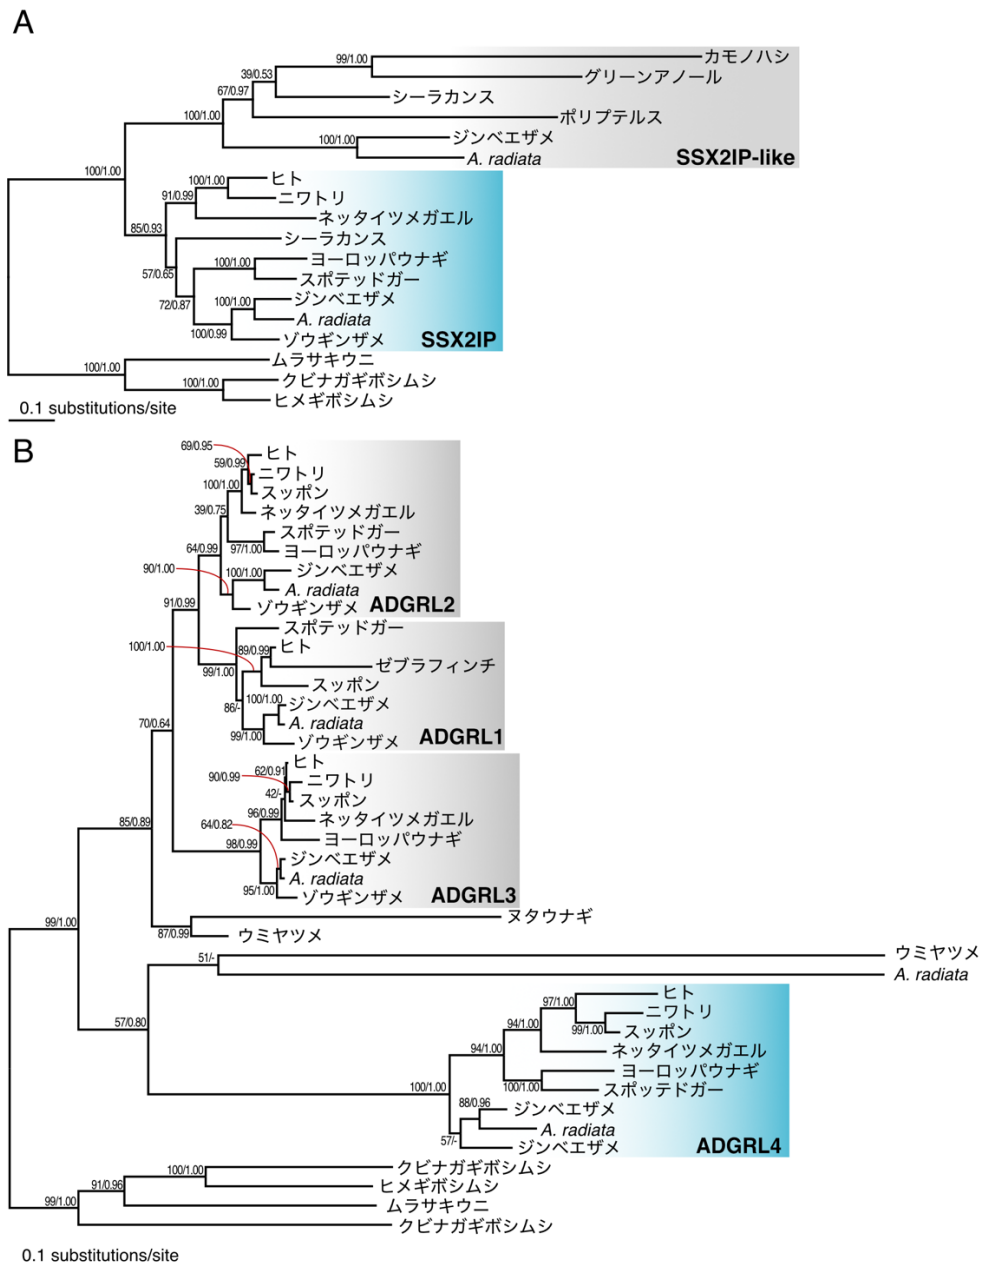 A
99/1.00
カモノハシ
39/0.53
グリーンアノール
67/0.97
シーラカンス
100/1.00
ポリプテルス
100/1.00
ジンベエザメ
A. radiata
SSX2IP-like
100/1.00
100/1.00
ヒト
91/0.99
ニワトリ
ネッタイツメガエル
85/0.93
シーラカンス
57/0.65
100/1.00
ヨーロッパウナギ
スポテッドガー
72/0.87
100/1.00
ジンベエザメ
A. radiata
100/0.99
ゾウギンザメ
SSX2IP
ムラサキウニ
100/1.00
100/1.00
クビナガギボシムシ
ヒメギボシムシ
0.1 substitutions/site
B
69/0.95
ヒト
59/0.99
ニワトリ
100/1.00
スッポン
39/0.75
ネッタイツメガエル
スポテッドガー
64/0.99
97/1.00
ヨーロッパウナギ
90/1.00
100/1.00
ジンベエザメ
A. radiata
ゾウギンザメ
ADGRL2
91/0.99
スポテッドガー
100/1.00
89/0.99
ヒト
99/1.00
ゼブラフィンチ
スッポン
86/-
100/1.00
ジンベエザメ
A. radiata
99/1.00
ゾウギンザメ
ADGRL1
70/0.64
ヒト
90/0.99
62/0.91
ニワトリ
42/-
スッポン
96/0.99
ネッタイツメガエル
64/0.82
ヨーロッパウナギ
98/0.99
ジンベエザメ
A. radiata
95/1.00
ゾウギンザメ
ADGRL3
85/0.89
ヌタウナギ
87/0.99
ウミヤツメ
99/1.00
51/-
ウミヤツメ
A. radiata
57/0.80
97/1.00
ヒト
ニワトリ
94/1.00
99/1.00
スッポン
94/1.00
ネッタイツメガエル
ヨーロッパウナギ
100/1.00
100/1.00
スポッテドガー
88/0.96
ジンベエザメ
A. radiata
57/-
ジンベエザメ
ADGRL4
100/1.00
クビナガギボシムシ
91/0.96
ヒメギボシムシ
99/1.00
ムラサキウニ
クビナガギボシムシ
0.1 substitutions/site